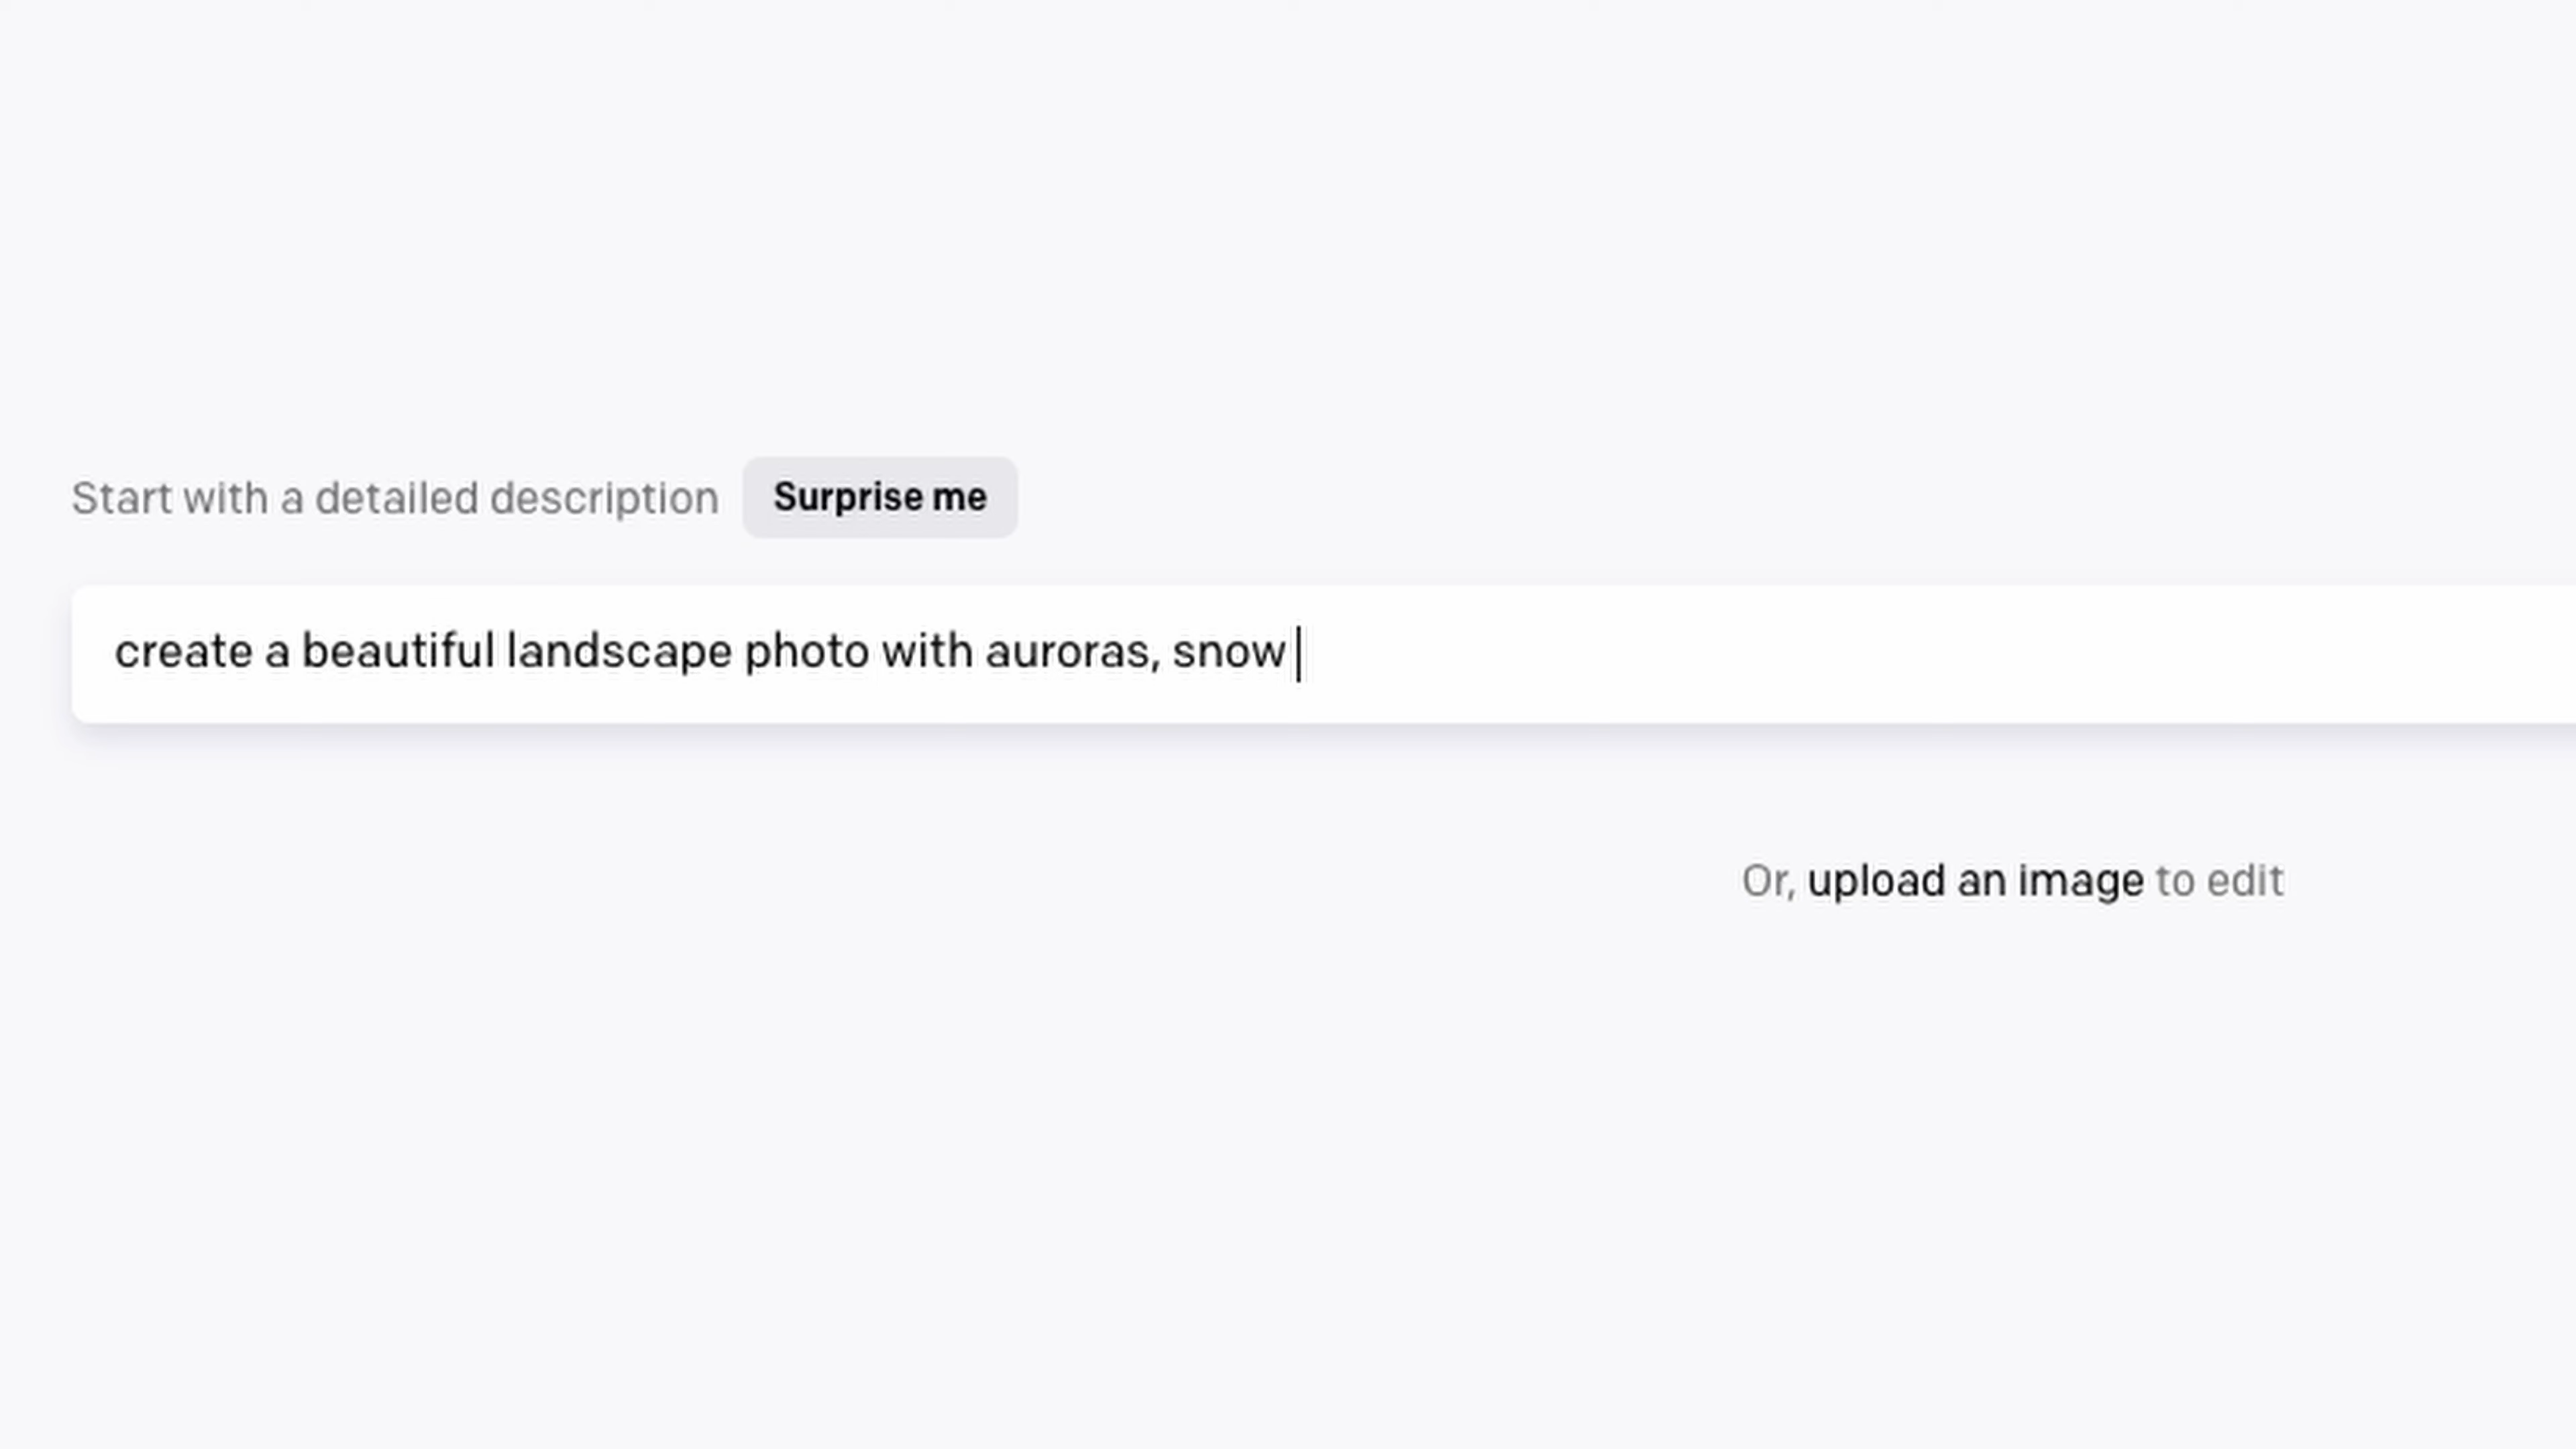 Start with a detailed description Surprise me
create a beautiful landscape photo with auroras, snow
Or, upload an image to edit